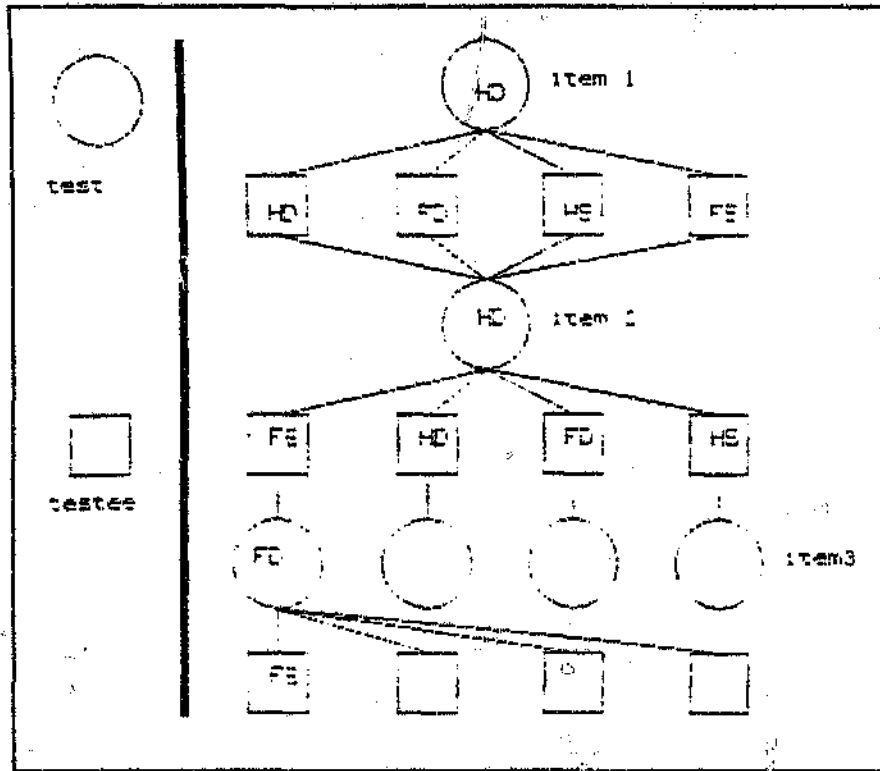 item 1
HD
test
HD FD HS FS
HD item 2
FS HD FD HS
testee
FD item3
FS